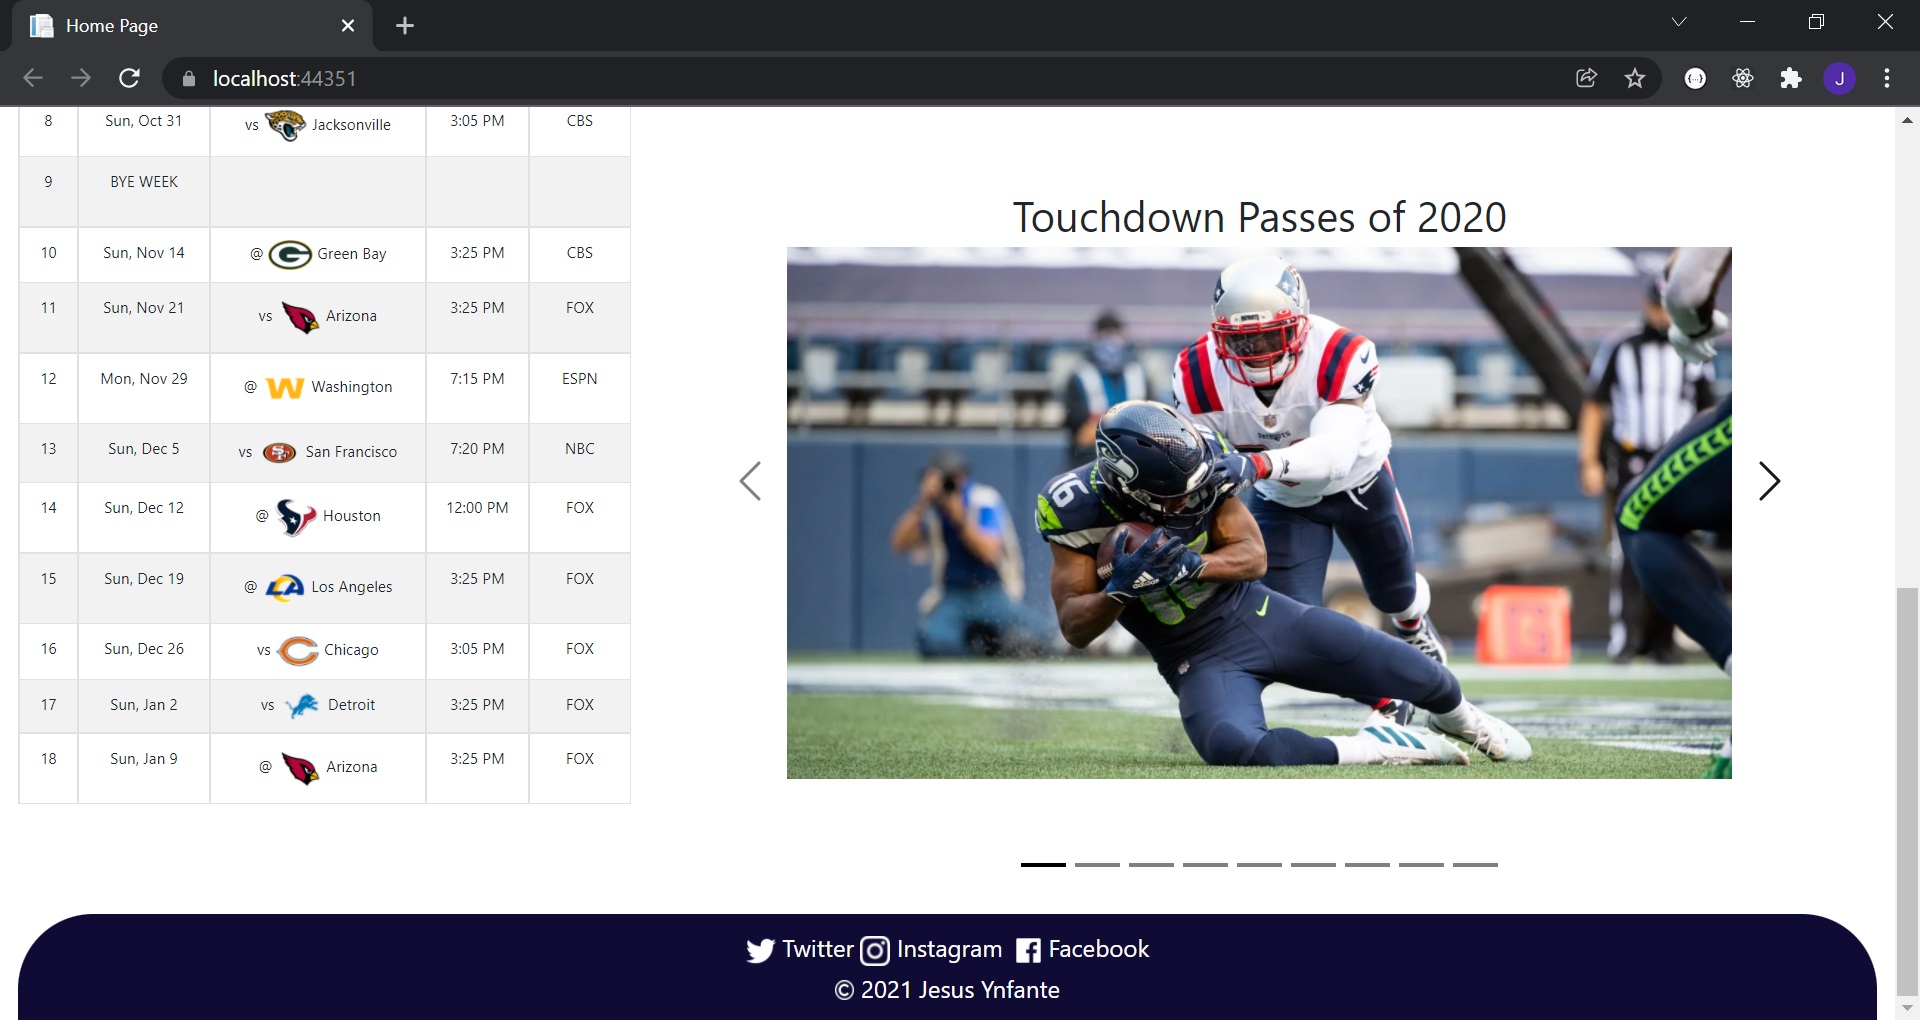 Home Page
localhost:44351
J
8 Sun, Oct 31 vs Jacksonville 3:05 PM CBS
9 BYE WEEK
10 Sun, Nov 14 @ G Green Bay 3:25 PM CBS
11 Sun, Nov 21 vs Arizona 3:25 PM FOX
12 Mon, Nov 29 @ W Washington 7:15 PM ESPN
13 Sun, Dec 5 vs SF San Francisco 7:20 PM NBC
14 Sun, Dec 12 @ Houston 12:00 PM FOX
15 Sun, Dec 19 @ LA Los Angeles 3:25 PM FOX
16 Sun, Dec 26 vs C Chicago 3:05 PM FOX
17 Sun, Jan 2 vs Detroit 3:25 PM FOX
18 Sun, Jan 9 @ Arizona 3:25 PM FOX
Touchdown Passes of 2020
PATRIOTS
16
Twitter Instagram Facebook
© 2021 Jesus Ynfante